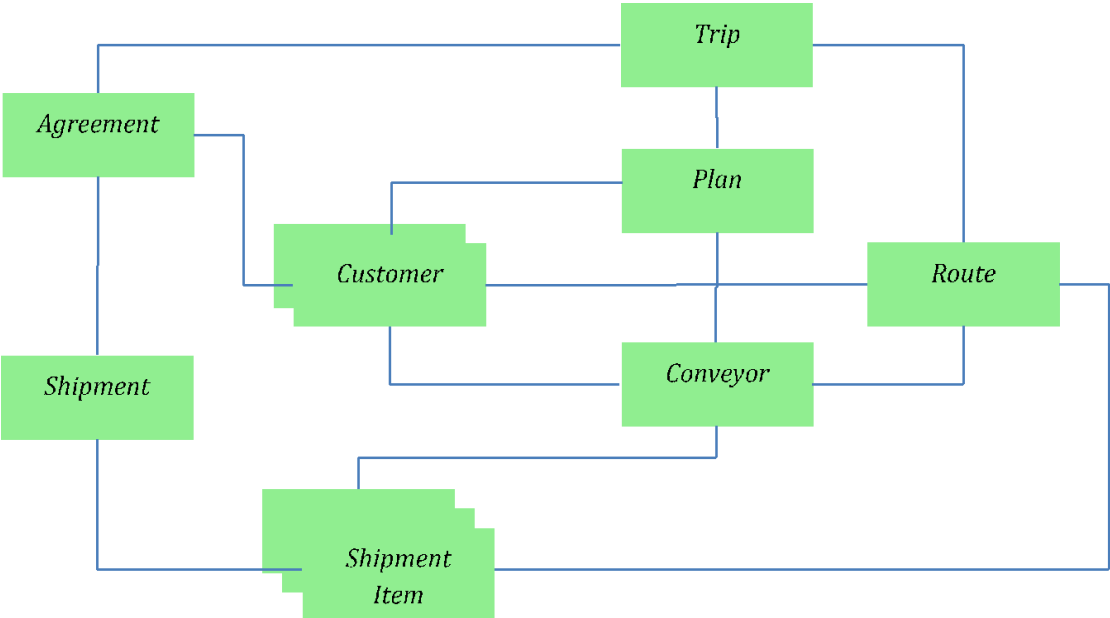 Trip
Agreement
Plan
Customer
Route
Conveyor
Shipment
Shipment
Item